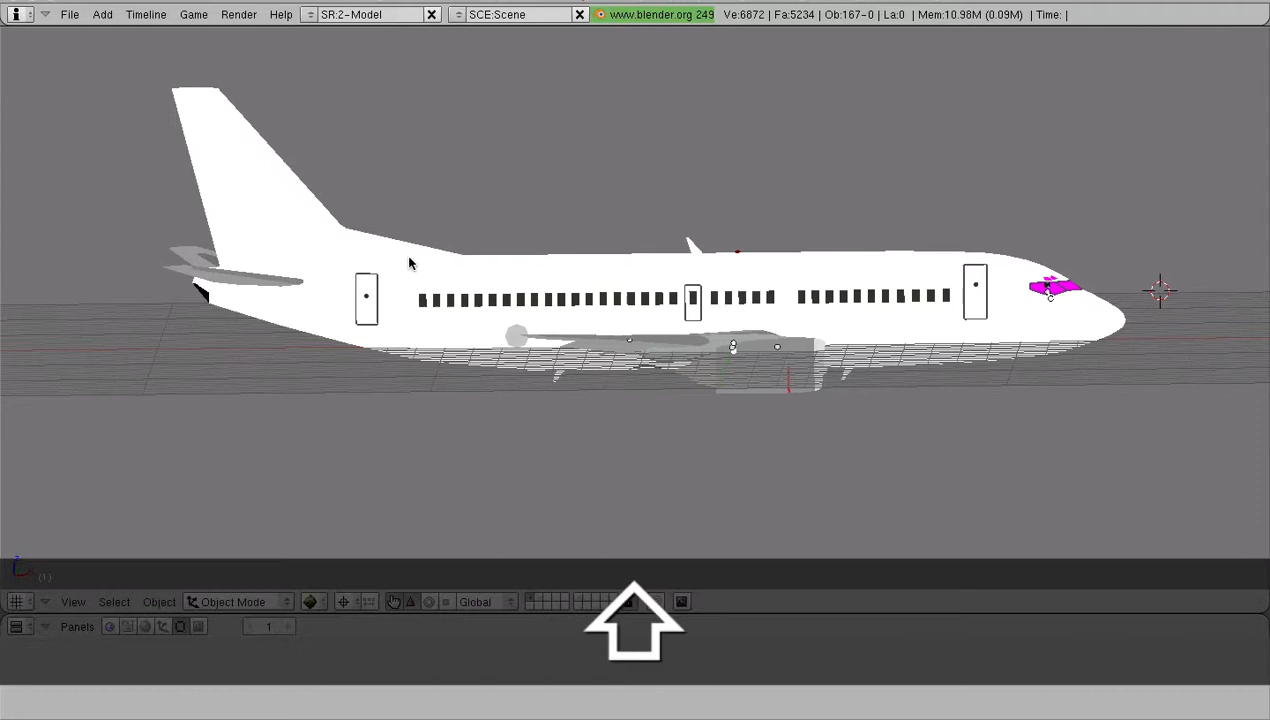 File Add Timeline Game Render Help SR:2-Model SCE:Scene www.blender.org 249 Ve:6872 | Fa:5234 | Ob:167-0 | La:0 | Mem:10.98M (0.09M) | Time: |
z
(1)
View Select Object Object Mode Global
Panels 1